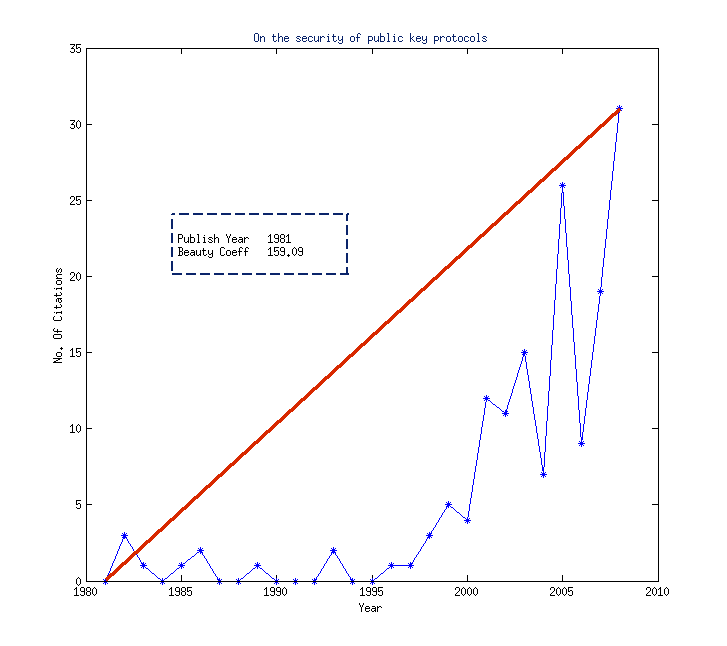 On the security of public key protocols
35
30
25
20
15
10
5
0
No. Of Citations
Publish Year 1981
Beauty Coeff 159.09
1980 1985 1990 1995 2000 2005 2010
Year